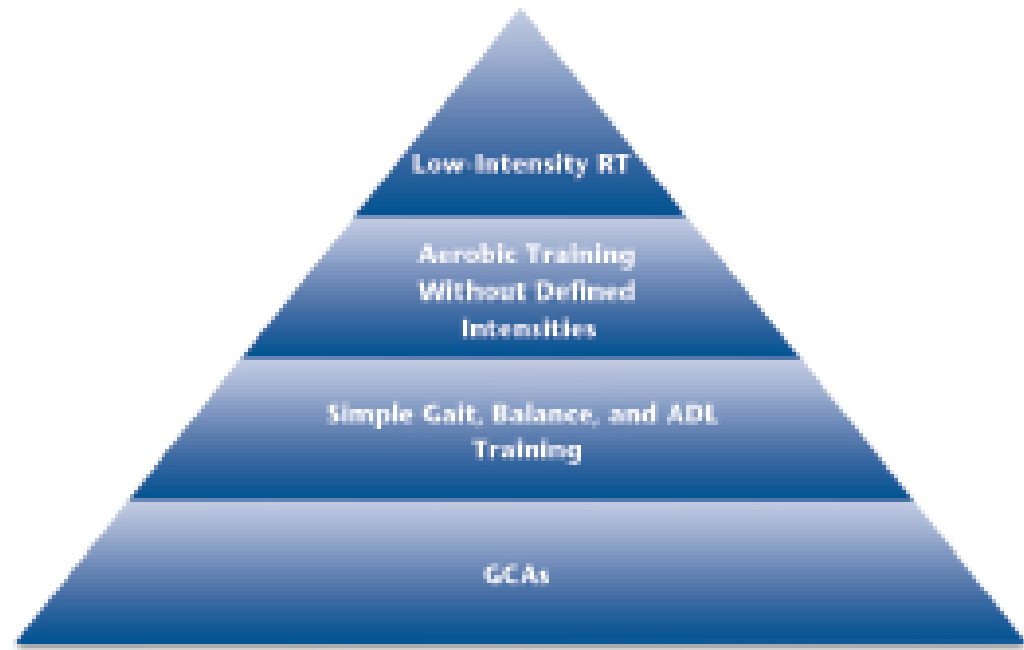 Low-Intensity RT
Aerobic Training
Without Defined
Intensities
Simple Gait, Balance, and ADL
Training
GCAs